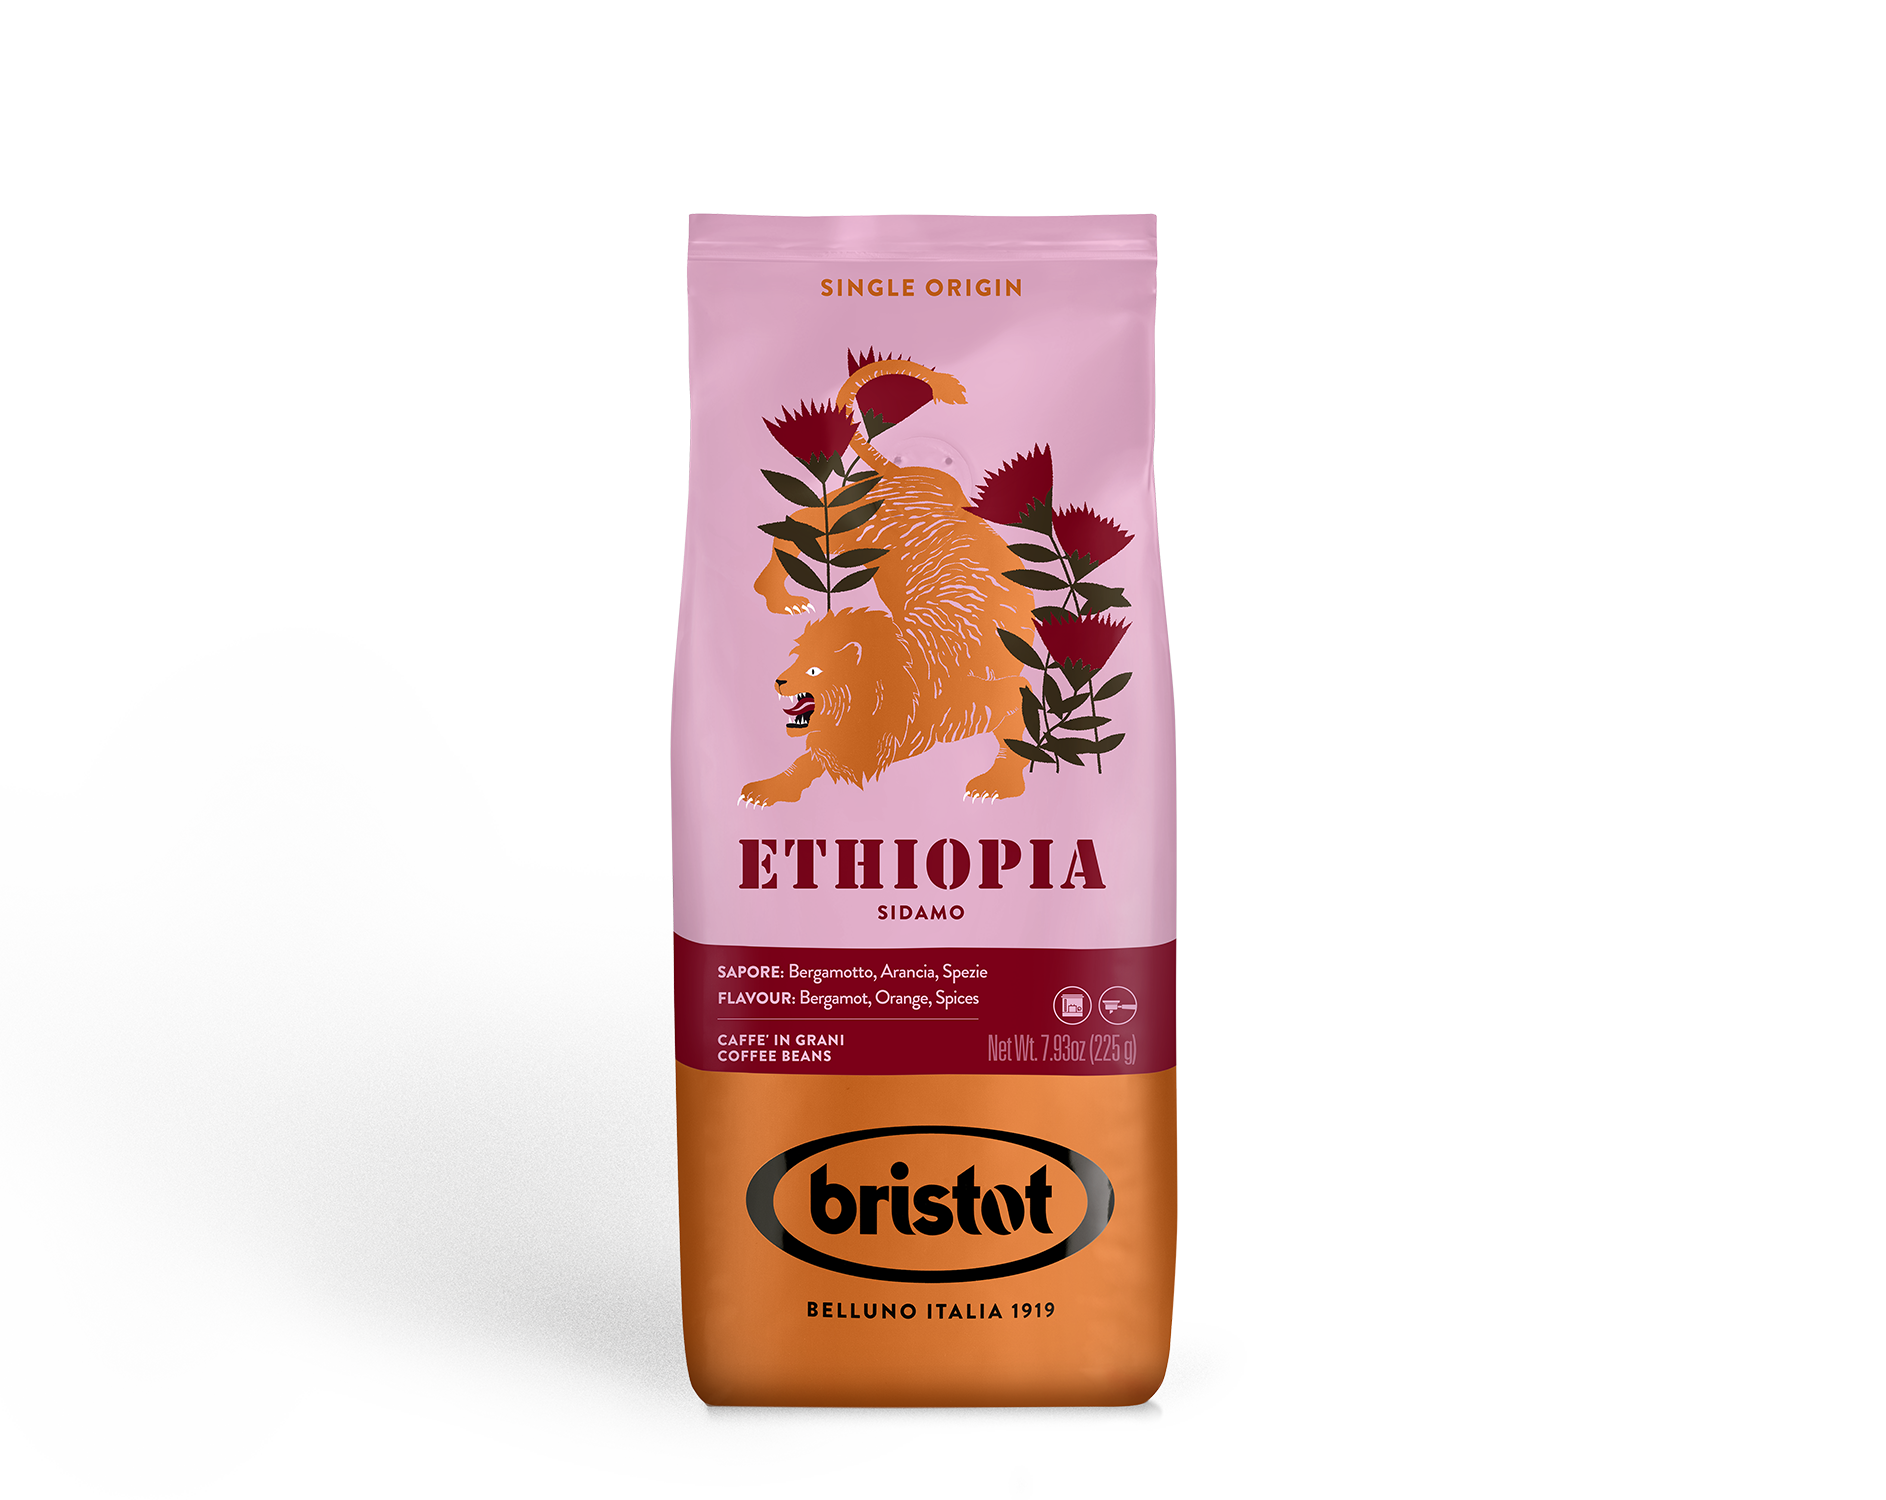 SINGLE ORIGIN
ETHIOPIA
SIDAMO
SAPORE: Bergamotto, Arancia, Spezie
FLAVOUR: Bergamot, Orange, Spices
CAFFE' IN GRANI
COFFEE BEANS
Net Wt. 7.93oz (225 g)
bristot
BELLUNO ITALIA 1919